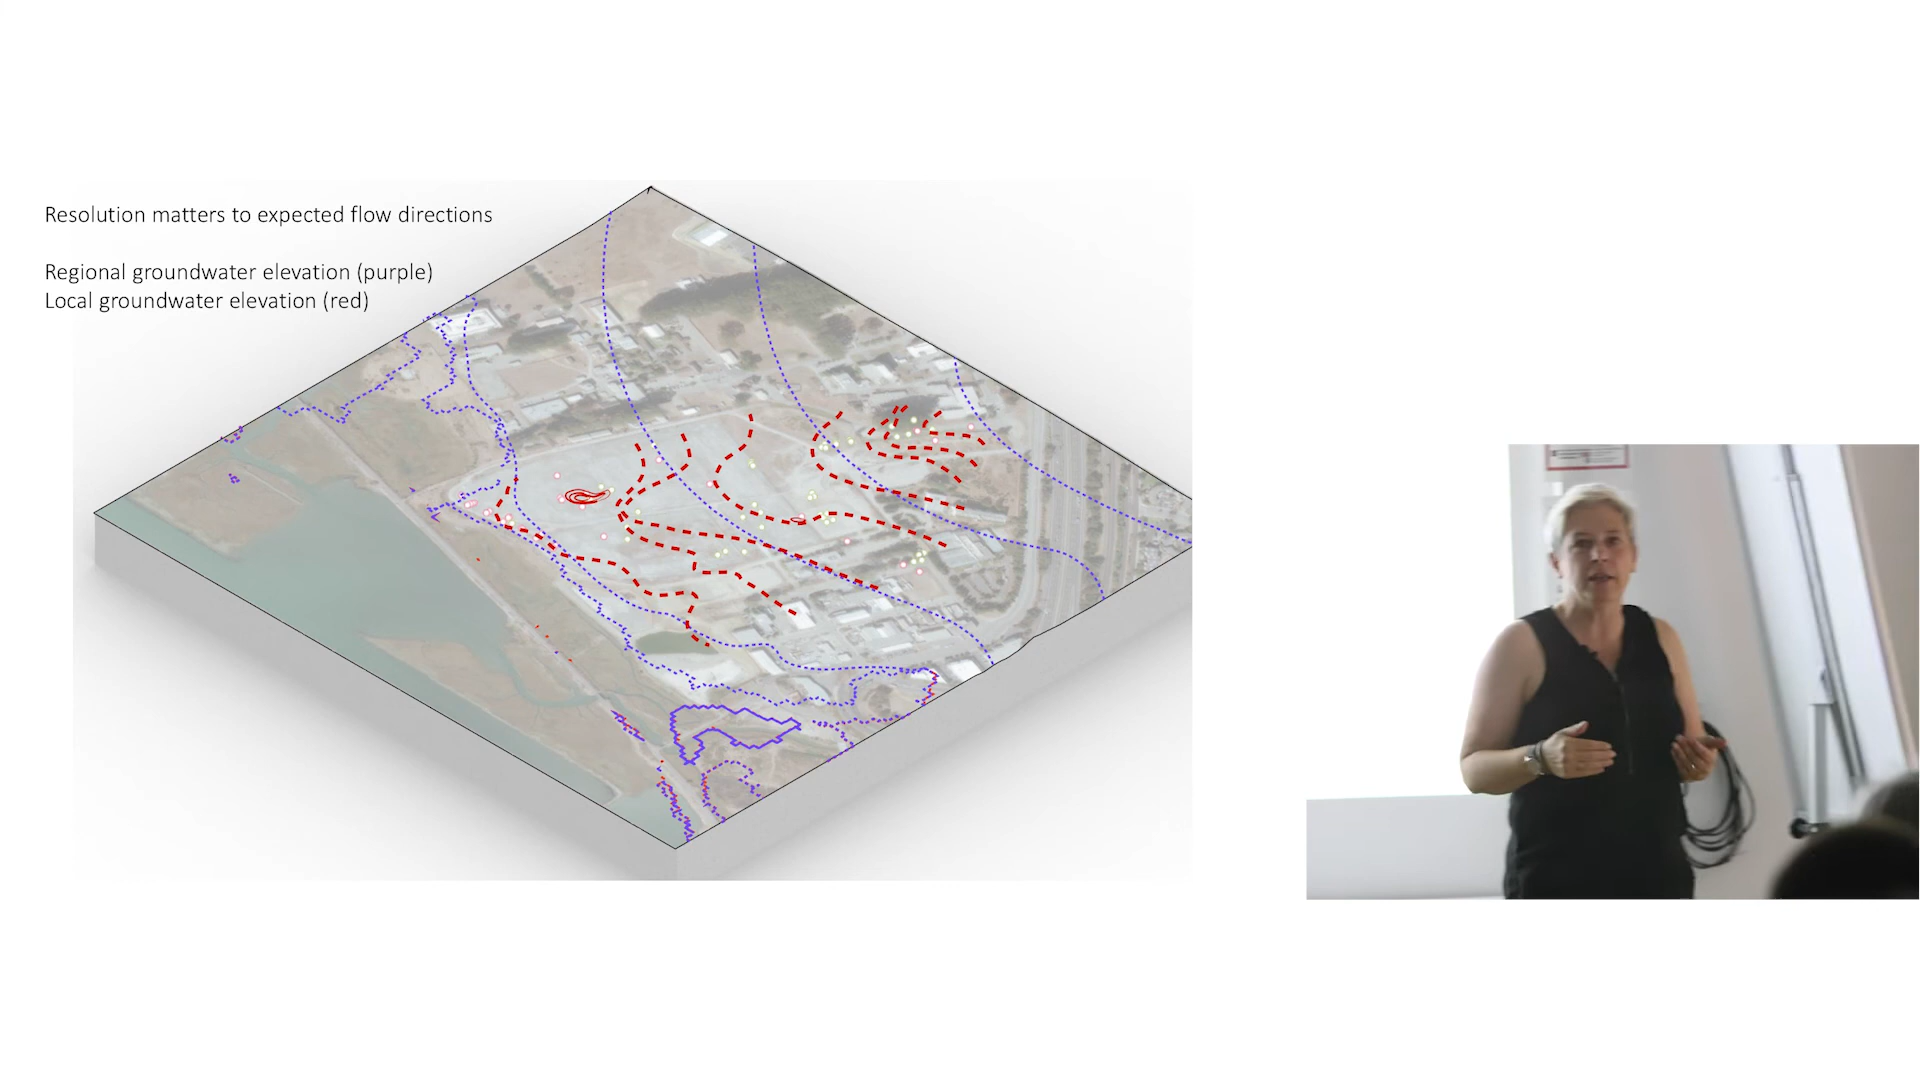 Resolution matters to expected flow directions
Regional groundwater elevation (purple)
Local groundwater elevation (red)